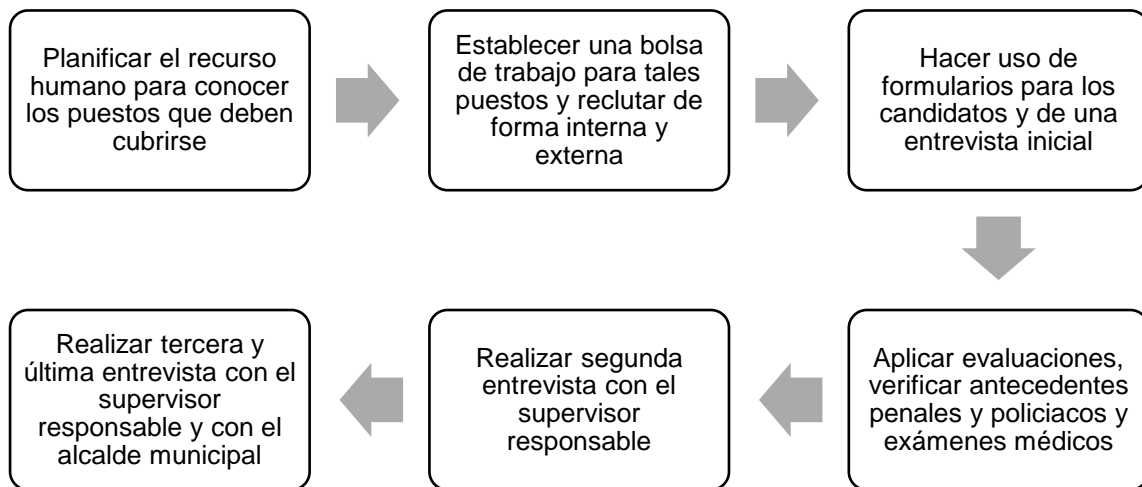 Planificar el recurso
humano para conocer
los puestos que deben
cubrirse
Establecer una bolsa
de trabajo para tales
puestos y reclutar de
forma interna y
externa
Hacer uso de
formularios para los
candidatos y de una
entrevista inicial
Aplicar evaluaciones,
verificar antecedentes
penales y policiacos y
exámenes médicos
Realizar segunda
entrevista con el
supervisor
responsable
Realizar tercera y
última entrevista con el
supervisor
responsable y con el
alcalde municipal